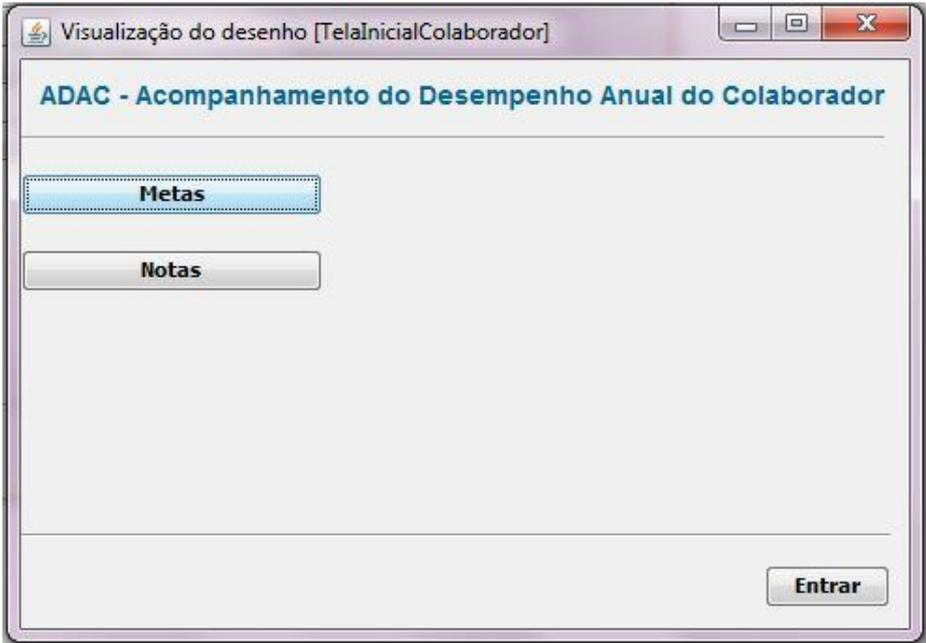 Visualização do desenho [TelaInicialColaborador]
ADAC - Acompanhamento do Desempenho Anual do Colaborador
Metas
Notas
Entrar